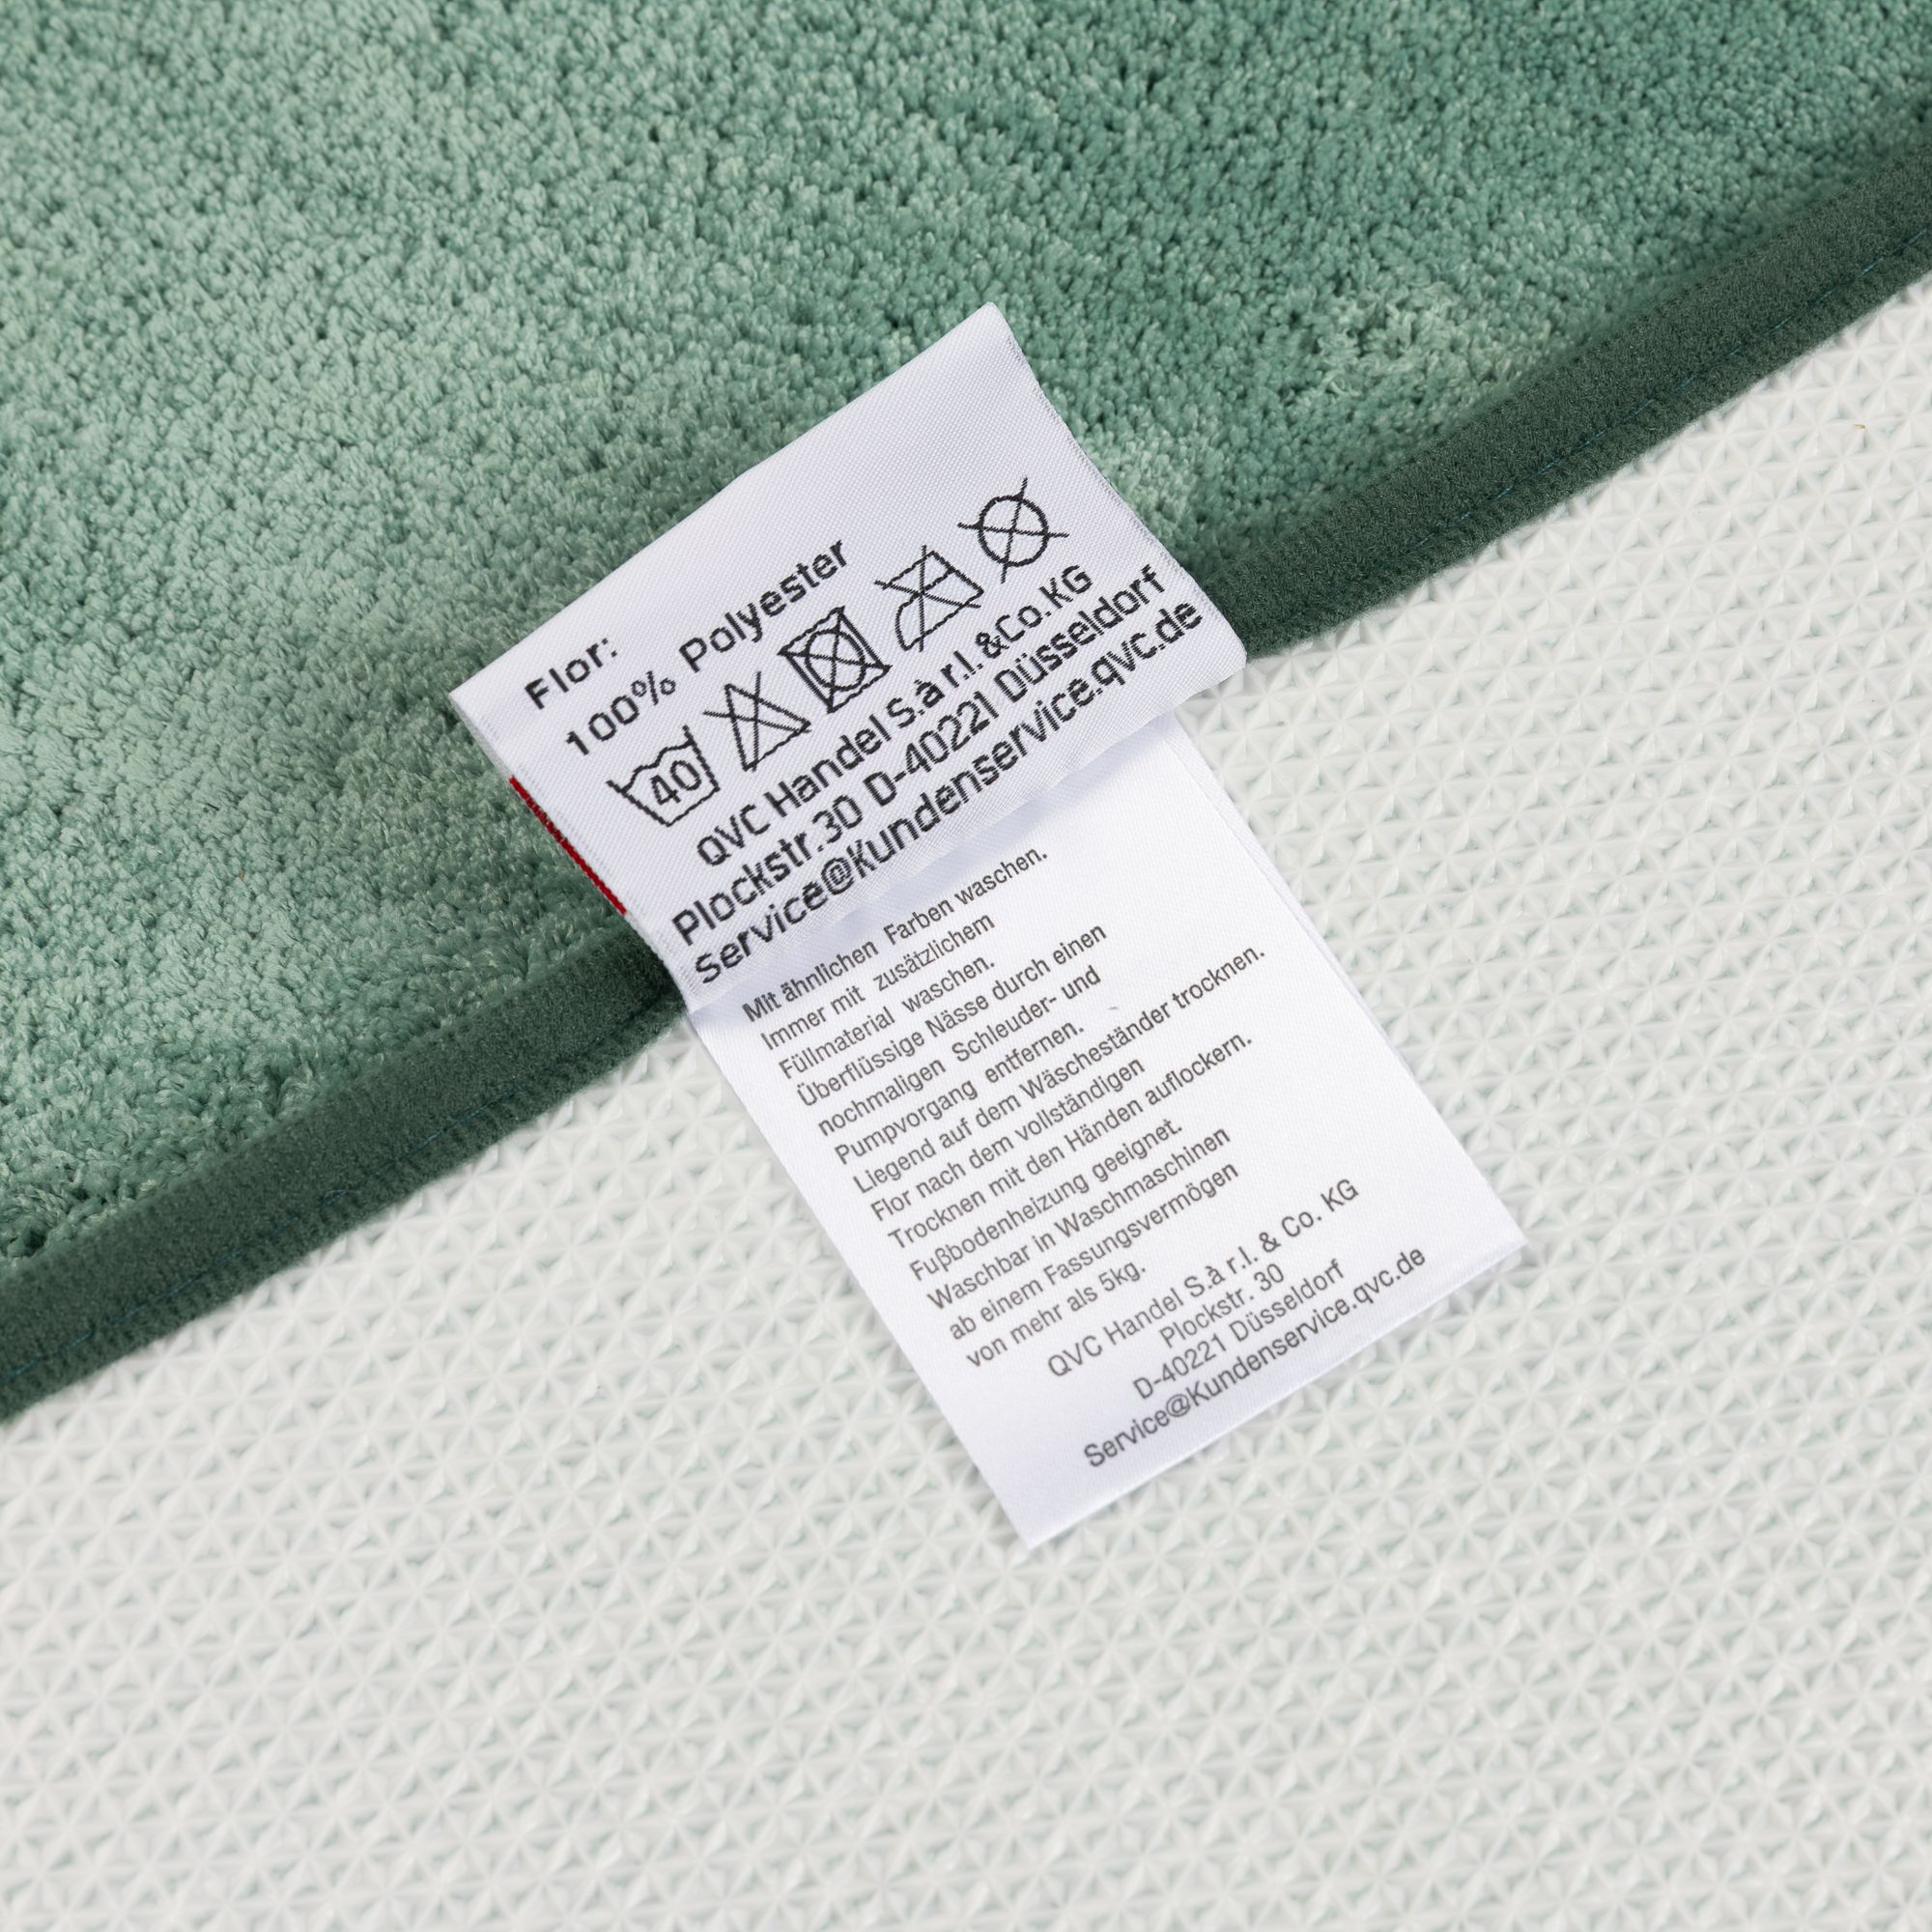 Flor:
100% Polyester
40
QVC Handel S.à r.l. &Co.KG
Plockstr.30 D-40221 Düsseldorf
Service@Kundenservice.qvc.de
Mit ähnlichen Farben waschen.
Immer mit zusätzlichem
Füllmaterial waschen.
Überflüssige Nässe durch einen
nochmaligen Schleuder- und
Pumpvorgang entfernen.
Liegend auf dem Wäscheständer trocknen.
Flor nach dem vollständigen
Trocknen mit den Händen auflockern.
Fußbodenheizung geeignet.
Waschbar in Waschmaschinen
ab einem Fassungsvermögen
von mehr als 5kg.
QVC Handel S.à r.l. & Co. KG
Plockstr. 30
D-40221 Düsseldorf
Service@Kundenservice.qvc.de